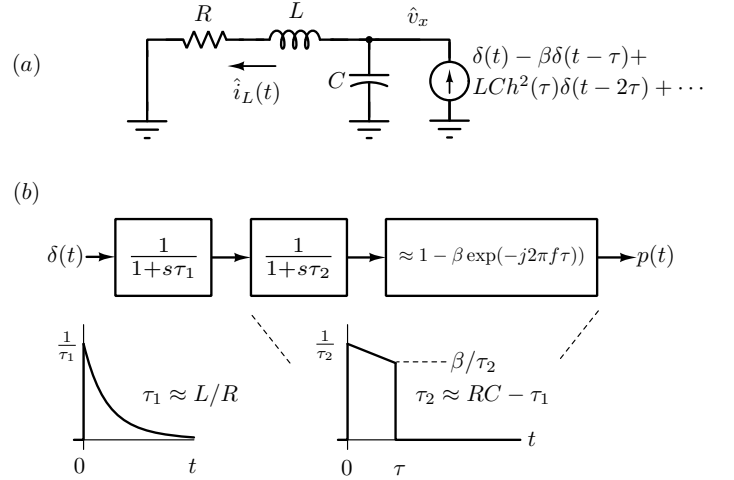 (a)
R
L
v̂ₓ
î_L(t)
C
δ(t) − βδ(t − τ)+
LCh²(τ)δ(t − 2τ) + ⋯
(b)
δ(t)
1/(1+sτ₁)
1/(1+sτ₂)
≈ 1 − β exp(−j2πfτ))
p(t)
1/τ₁
τ₁ ≈ L/R
0
t
1/τ₂
β/τ₂
τ₂ ≈ RC − τ₁
0
τ
t